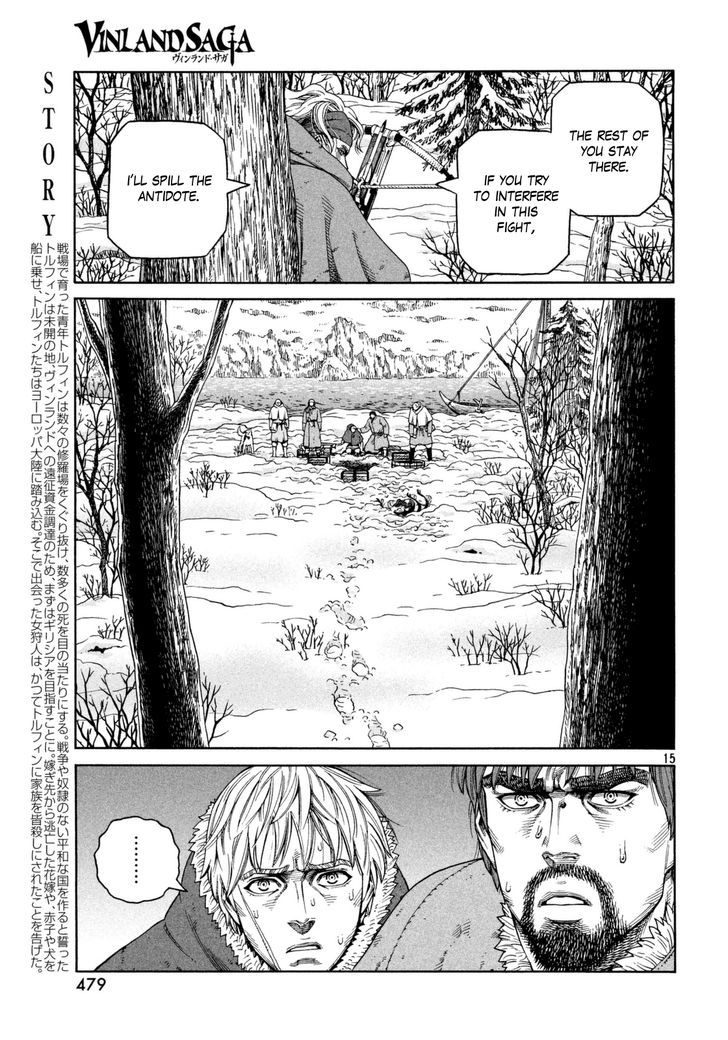 VINLAND SAGA
ヴィンランド・サガ
THE REST OF
YOU STAY
THERE.
IF YOU TRY
TO INTERFERE
IN THIS
FIGHT,
I'LL SPILL THE
ANTIDOTE.
STORY
戦場で育った青年トルフィンは数々の修羅場をくぐり抜け、数多くの死を目の当たりにする。戦争や奴隷のない平和な国を作ると誓った
トルフィンは未開の地、ヴィンランドへの遠征資金調達のため、まずはギリシアを目指すことに。嫁ぎ先から逃亡した花嫁や、赤子や犬を
船に乗せ、トルフィンたちはヨーロッパ大陸に踏み込む。そこで出会った女狩人は、かつてトルフィンに家族を皆殺しにされたことを告げた。
15
………
479